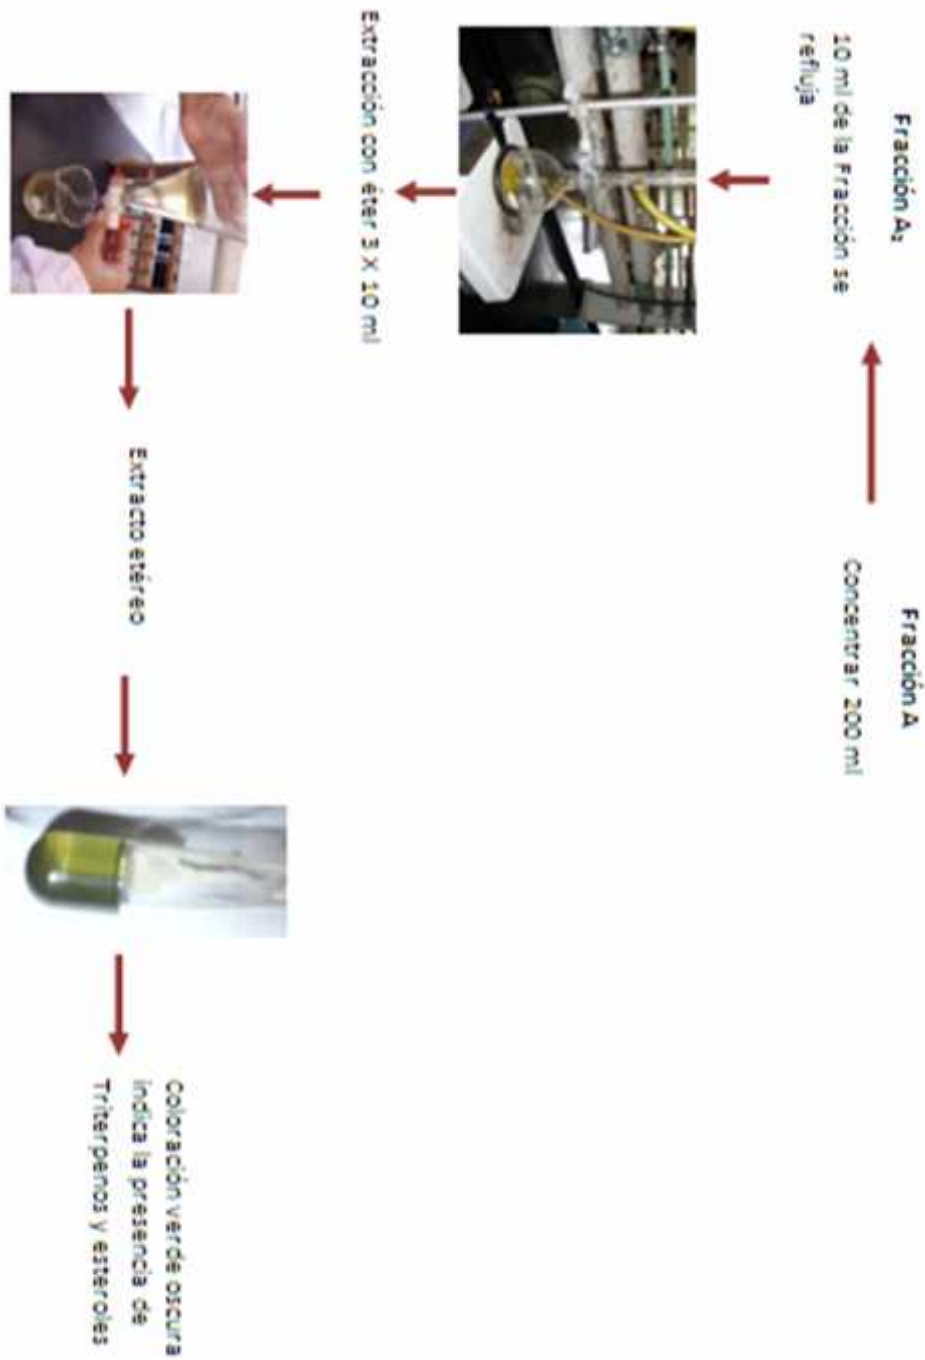 Fracción A
Concentrar 200 ml
Fracción A₂
10 ml de la Fracción se
refluja
Extracción con éter 3 X 10 ml
Extracto etéreo
Coloración verde oscura
indica la presencia de
Triterpenos y esteroles